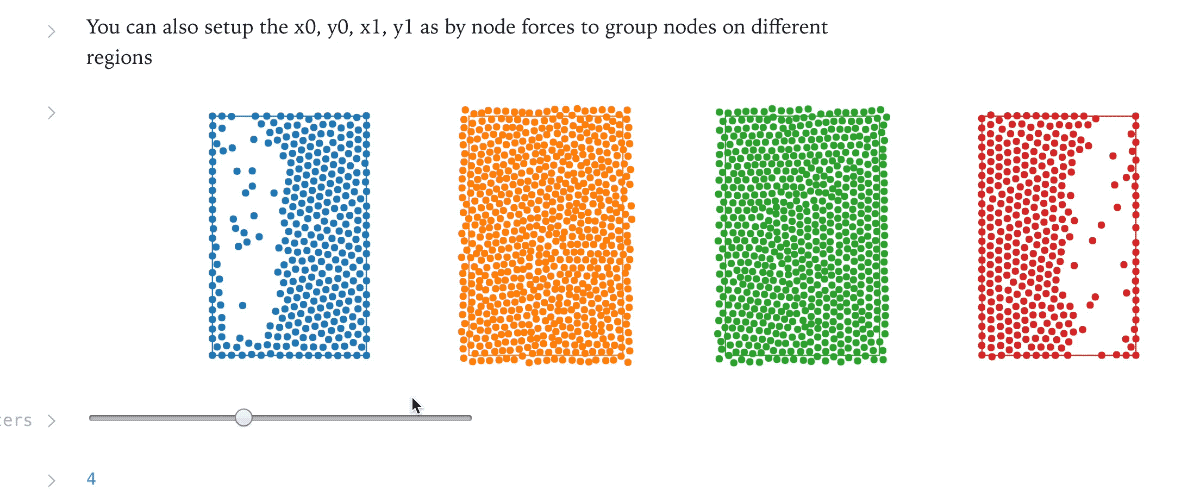 You can also setup the x0, y0, x1, y1 as by node forces to group nodes on different
regions
ters
4